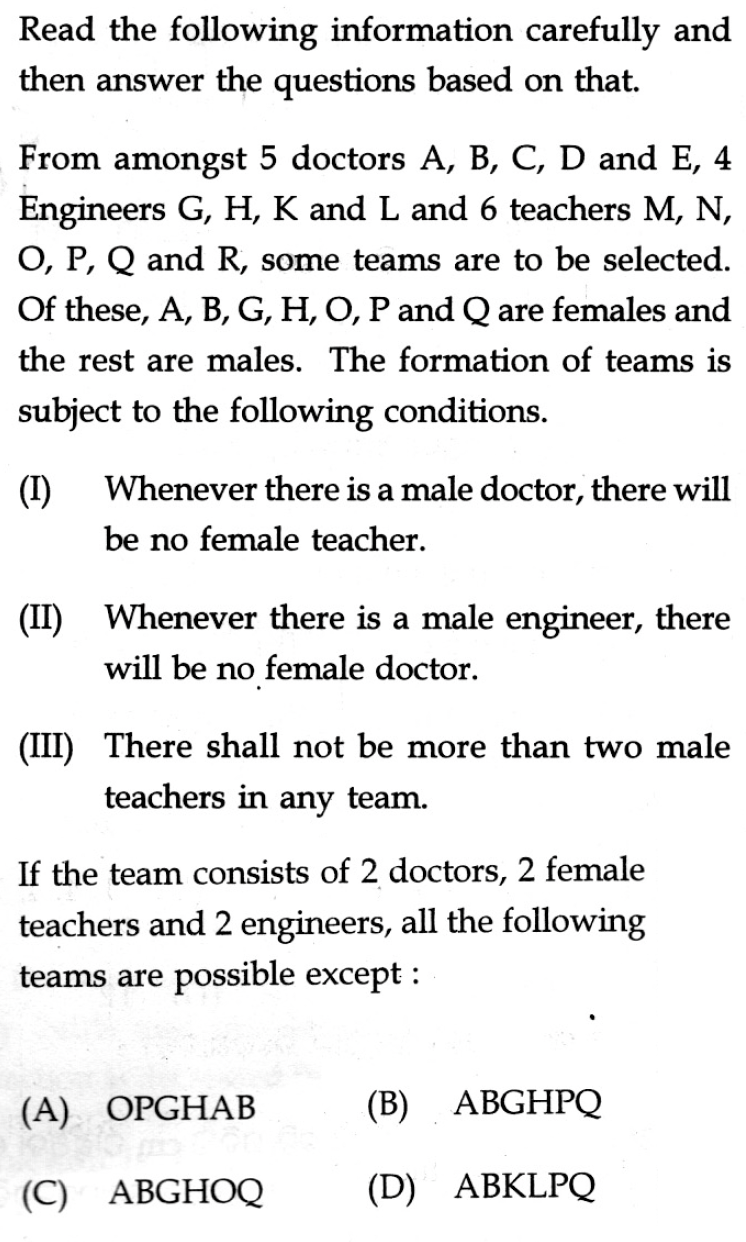 Read the following information carefully and
then answer the questions based on that.
From amongst 5 doctors A, B, C, D and E, 4
Engineers G, H, K and L and 6 teachers M, N,
O, P, Q and R, some teams are to be selected.
Of these, A, B, G, H, O, P and Q are females and
the rest are males. The formation of teams is
subject to the following conditions.
(I) Whenever there is a male doctor, there will
be no female teacher.
(II) Whenever there is a male engineer, there
will be no female doctor.
(III) There shall not be more than two male
teachers in any team.
If the team consists of 2 doctors, 2 female
teachers and 2 engineers, all the following
teams are possible except :
(A) OPGHAB (B) ABGHPQ
(C) ABGHOQ (D) ABKLPQ